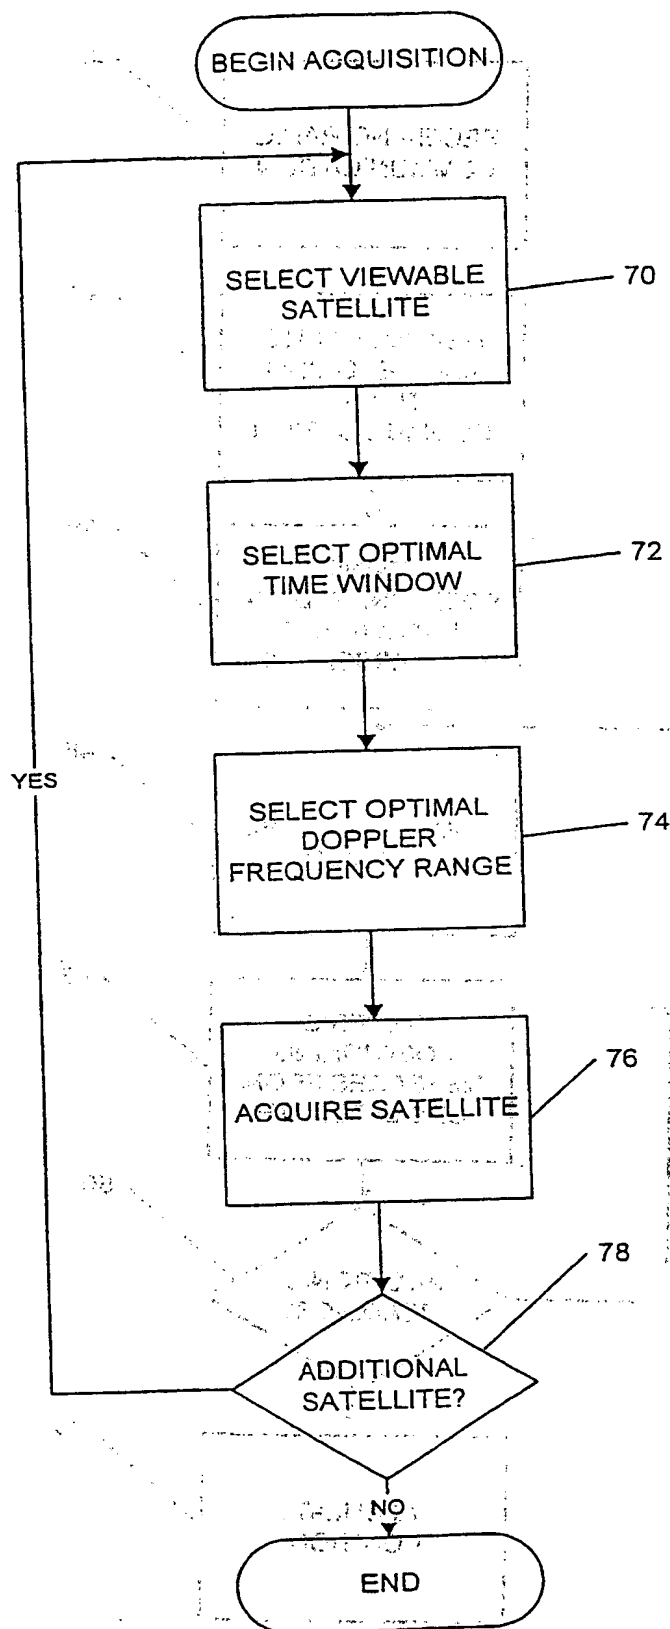 BEGIN ACQUISITION
SELECT VIEWABLE
SATELLITE
70
SELECT OPTIMAL
TIME WINDOW
72
SELECT OPTIMAL
DOPPLER
FREQUENCY RANGE
74
YES
ACQUIRE SATELLITE
76
78
ADDITIONAL
SATELLITE?
NO
END